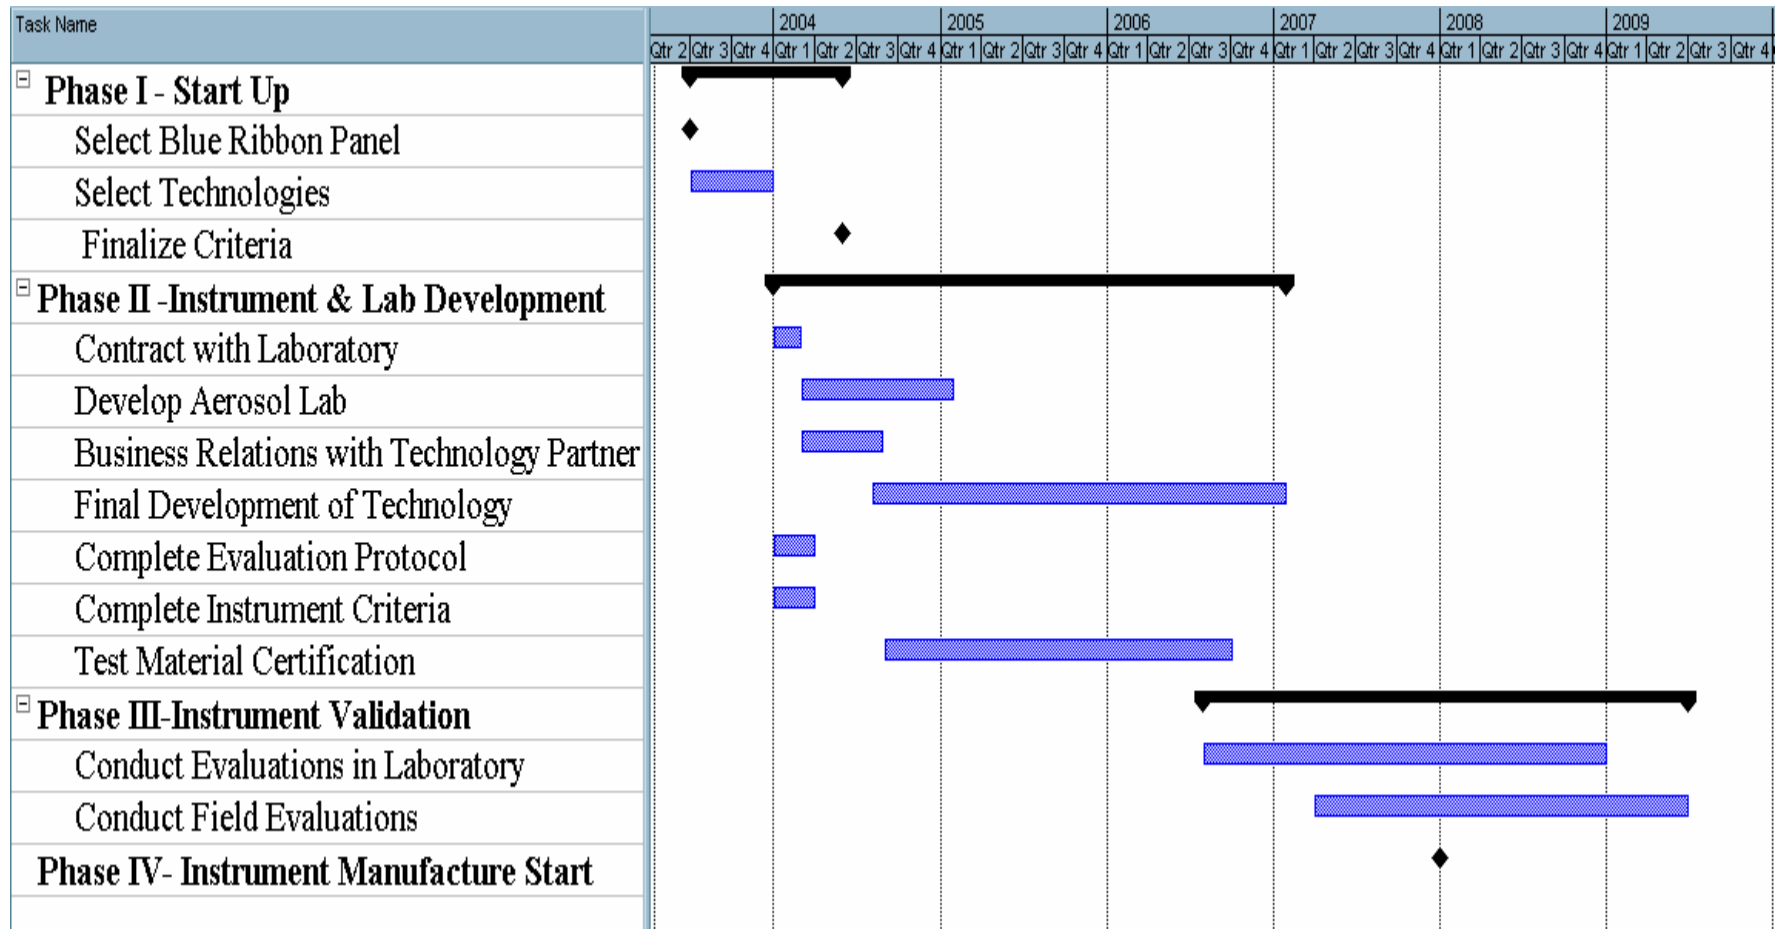 Task Name
2004 2005 2006 2007 2008 2009
Qtr 2 Qtr 3 Qtr 4 Qtr 1 Qtr 2 Qtr 3 Qtr 4 Qtr 1 Qtr 2 Qtr 3 Qtr 4 Qtr 1 Qtr 2 Qtr 3 Qtr 4 Qtr 1 Qtr 2 Qtr 3 Qtr 4 Qtr 1 Qtr 2 Qtr 3 Qtr 4 Qtr 1 Qtr 2 Qtr 3 Qtr 4
Phase I - Start Up
Select Blue Ribbon Panel
Select Technologies
Finalize Criteria
Phase II -Instrument & Lab Development
Contract with Laboratory
Develop Aerosol Lab
Business Relations with Technology Partner
Final Development of Technology
Complete Evaluation Protocol
Complete Instrument Criteria
Test Material Certification
Phase III-Instrument Validation
Conduct Evaluations in Laboratory
Conduct Field Evaluations
Phase IV- Instrument Manufacture Start